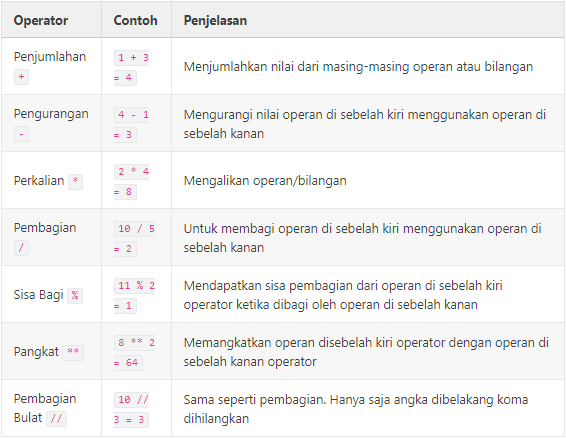 Operator Contoh Penjelasan
Penjumlahan
+
1 + 3
= 4
Menjumlahkan nilai dari masing-masing operan atau bilangan
Pengurangan
-
4 - 1
= 3
Mengurangi nilai operan di sebelah kiri menggunakan operan di
sebelah kanan
Perkalian *
2 * 4
= 8
Mengalikan operan/bilangan
Pembagian
/
10 / 5
= 2
Untuk membagi operan di sebelah kiri menggunakan operan di
sebelah kanan
Sisa Bagi %
11 % 2
= 1
Mendapatkan sisa pembagian dari operan di sebelah kiri
operator ketika dibagi oleh operan di sebelah kanan
Pangkat **
8 ** 2
= 64
Memangkatkan operan disebelah kiri operator dengan operan di
sebelah kanan operator
Pembagian
Bulat //
10 //
3 = 3
Sama seperti pembagian. Hanya saja angka dibelakang koma
dihilangkan